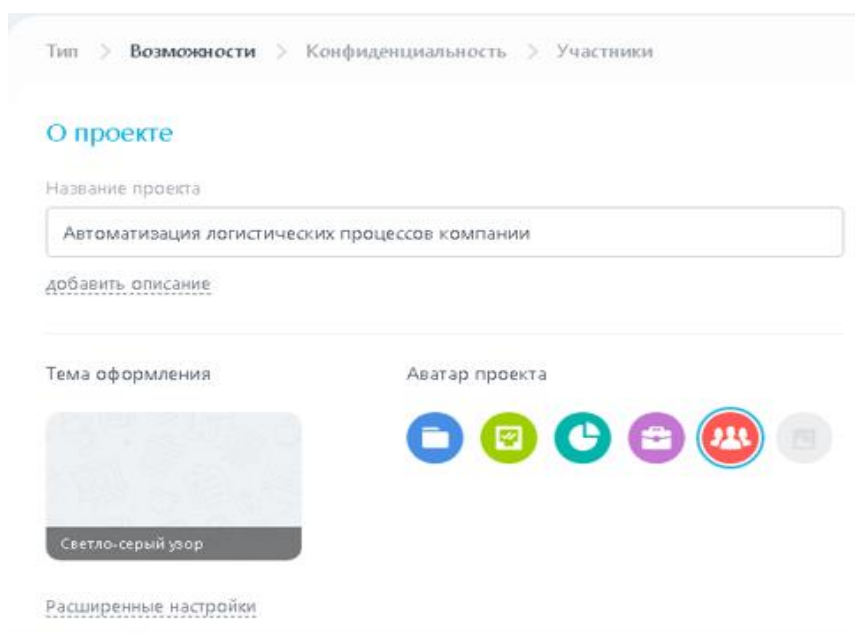 Тип > Возможности > Конфиденциальность > Участники
О проекте
Название проекта
Автоматизация логистических процессов компании
добавить описание
Тема оформления
Аватар проекта
Светло-серый узор
Расширенные настройки